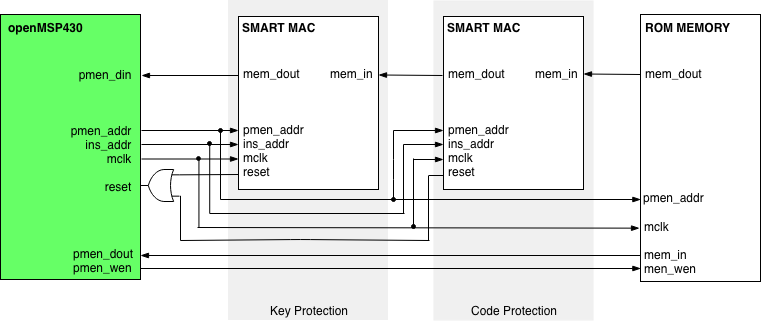 openMSP430
SMART MAC
SMART MAC
ROM MEMORY
pmen_din
mem_dout
mem_in
mem_dout
mem_in
mem_dout
pmen_addr
pmen_addr
pmen_addr
ins_addr
ins_addr
ins_addr
mclk
mclk
mclk
reset
reset
reset
pmen_addr
mclk
pmen_dout
mem_in
pmen_wen
men_wen
Key Protection
Code Protection